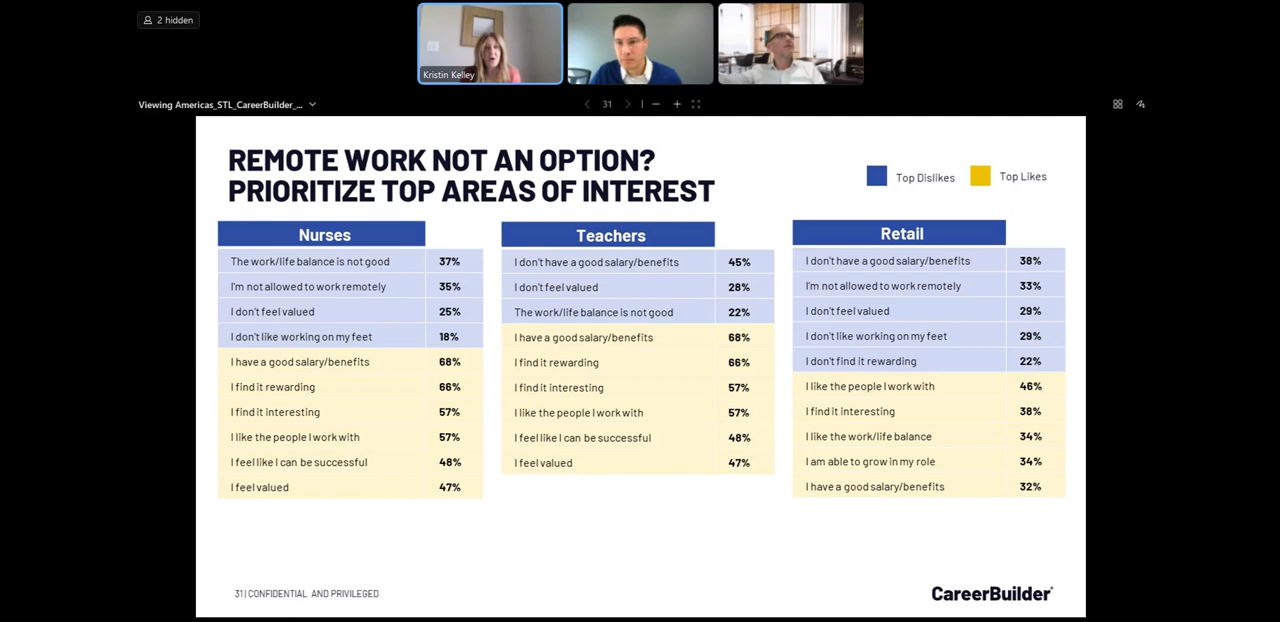 2 hidden
Kristin Kelley
Viewing Americas_STL_CareerBuilder_...
31
REMOTE WORK NOT AN OPTION?
PRIORITIZE TOP AREAS OF INTEREST
Top Dislikes
Top Likes
Nurses
The work/life balance is not good 37%
I'm not allowed to work remotely 35%
I don't feel valued 25%
I don't like working on my feet 18%
I have a good salary/benefits 68%
I find it rewarding 66%
I find it interesting 57%
I like the people I work with 57%
I feel like I can be successful 48%
I feel valued 47%
Teachers
I don't have a good salary/benefits 45%
I don't feel valued 28%
The work/life balance is not good 22%
I have a good salary/benefits 68%
I find it rewarding 66%
I find it interesting 57%
I like the people I work with 57%
I feel like I can be successful 48%
I feel valued 47%
Retail
I don't have a good salary/benefits 38%
I'm not allowed to work remotely 33%
I don't feel valued 29%
I don't like working on my feet 29%
I don't find it rewarding 22%
I like the people I work with 46%
I find it interesting 38%
I like the work/life balance 34%
I am able to grow in my role 34%
I have a good salary/benefits 32%
31 | CONFIDENTIAL AND PRIVILEGED
CareerBuilder®